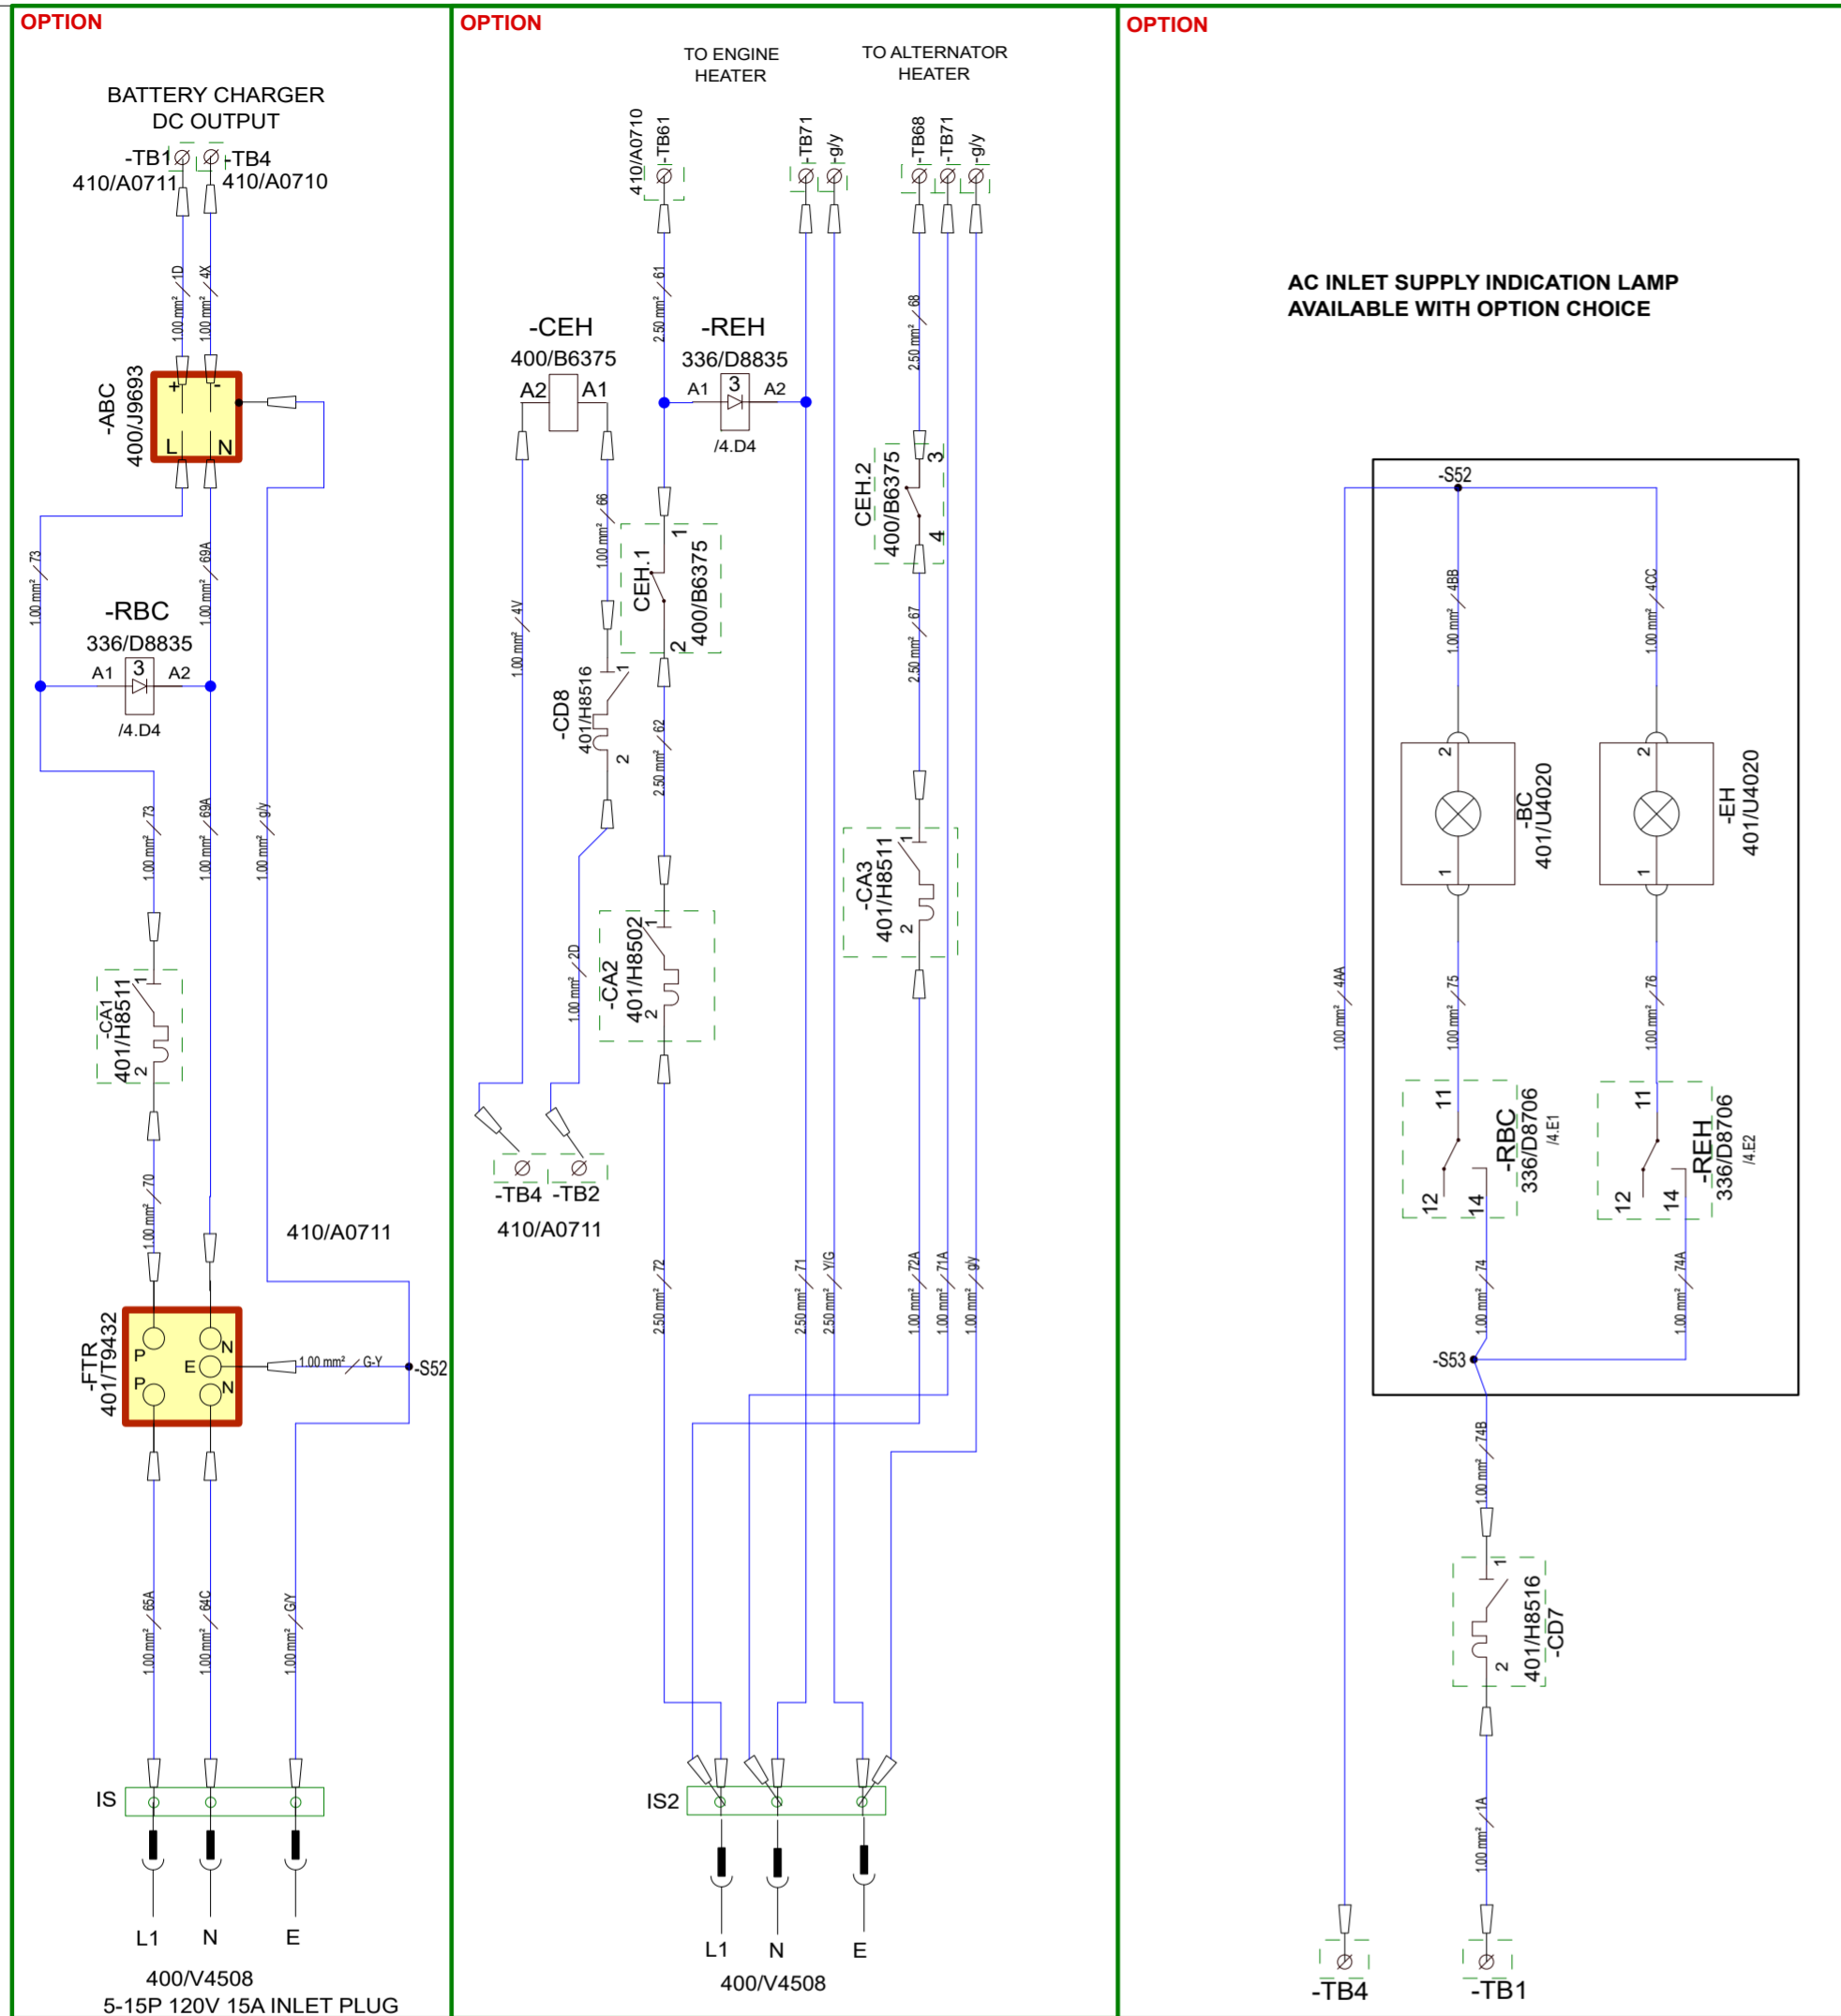 OPTION
BATTERY CHARGER
DC OUTPUT
-TB1
-TB4
410/A0711
410/A0710
1.00 mm² 1D
1.00 mm² 4X
-ABC
400/J9693
+ -
L N
1.00 mm² 73
1.00 mm² 69A
-RBC
336/D8835
A1 3 A2
/4.D4
1.00 mm² 73
1.00 mm² 69A
1.00 mm² g/y
-CA1
401/H8511
1
2
1.00 mm² 70
410/A0711
-FTR
401/T9432
P N
E
P N
1.00 mm² G-Y
-S52
1.00 mm² 65A
1.00 mm² 64C
1.00 mm² G/Y
IS
L1 N E
400/V4508
5-15P 120V 15A INLET PLUG
OPTION
TO ENGINE
HEATER
TO ALTERNATOR
HEATER
410/A0710
-TB61
-TB71
-g/y
-TB68
-TB71
-g/y
2.50 mm² 61
2.50 mm² 68
-CEH
400/B6375
A2 A1
-REH
336/D8835
A1 3 A2
/4.D4
CEH.2
400/B6375
3
4
1.00 mm² 66
1.00 mm² 4V
CEH.1
400/B6375
1
2
2.50 mm² 67
-CD8
401/H8516
1
2
2.50 mm² 62
-CA3
401/H8511
1
2
1.00 mm² 2D
-CA2
401/H8502
1
2
-TB4 -TB2
410/A0711
2.50 mm² 72
2.50 mm² 71
2.50 mm² Y/G
1.00 mm² 72A
1.00 mm² 71A
1.00 mm² g/y
IS2
L1 N E
400/V4508
OPTION
AC INLET SUPPLY INDICATION LAMP
AVAILABLE WITH OPTION CHOICE
-S52
1.00 mm² 4BB
1.00 mm² 4CC
2
1
-BC
401/U4020
2
1
-EH
401/U4020
1.00 mm² 4AA
1.00 mm² 75
1.00 mm² 76
11
12
14
-RBC
336/D8706
/4.E1
11
12
14
-REH
336/D8706
/4.E2
1.00 mm² 74
1.00 mm² 74A
-S53
1.00 mm² 74B
1
2
401/H8516
-CD7
1.00 mm² 1A
-TB4
-TB1